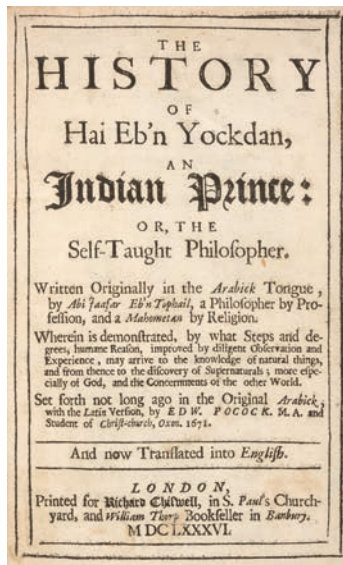 THE
HISTORY
OF
Hai Eb'n Yockdan,
AN
Indian Prince:
OR, THE
Self-Taught Philosopher.
Written Originally in the Arabick Tongue,
by Abi Jaafar Eb'n Tophail, a Philosopher by Pro-
fession, and a Mahometan by Religion.
Wherein is demonstrated, by what Steps and de-
grees, humane Reason, improved by diligent Observation and
Experience, may arrive to the knowledge of natural things,
and from thence to the discovery of Supernaturals; more espe-
cially of God, and the Concernments of the other World.
Set forth not long ago in the Original Arabick,
with the Latin Version, by EDW. POCOCK. M.A. and
Student of Christ-church, Oxon. 1671.
And now Translated into English.
LONDON,
Printed for Richard Chiswell, in S. Paul's Church-
yard, and William Thorp Bookseller in Banbury.
MDCLXXXVI.